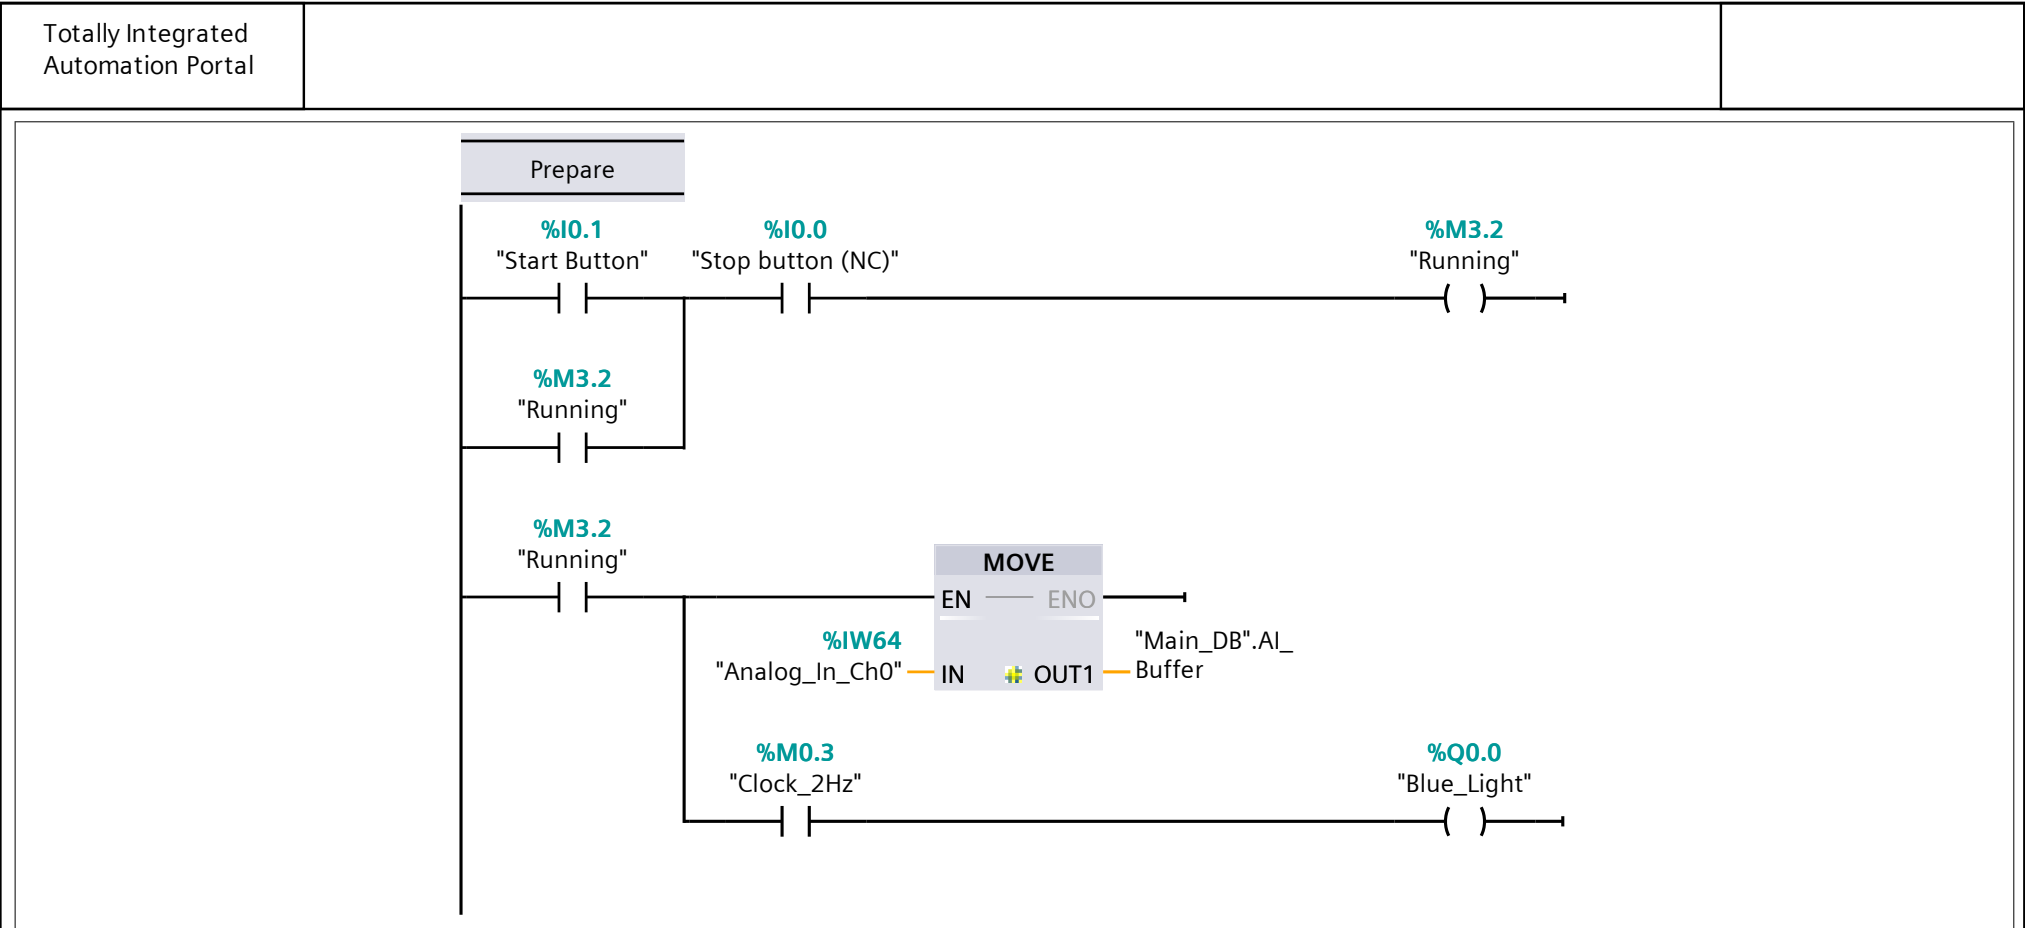 Totally Integrated
Automation Portal
Prepare
%I0.1
"Start Button"
%I0.0
"Stop button (NC)"
%M3.2
"Running"
%M3.2
"Running"
%M3.2
"Running"
MOVE
EN
ENO
%IW64
"Analog_In_Ch0"
IN
OUT1
"Main_DB".AI_
Buffer
%M0.3
"Clock_2Hz"
%Q0.0
"Blue_Light"